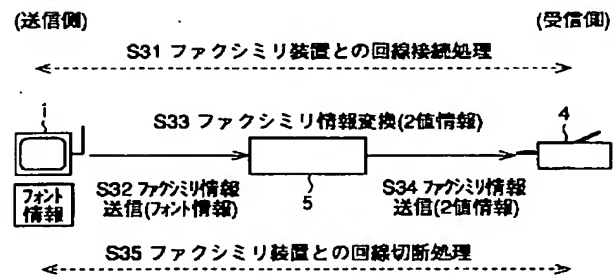 (送信側)
(受信側)
S31 ファクシミリ装置との回線接続処理
1
S33 ファクシミリ情報変換(2値情報)
4
フォント
情報
S32 ファクシミリ情報
送信(フォント情報)
5
S34 ファクシミリ情報
送信(2値情報)
S35 ファクシミリ装置との回線切断処理